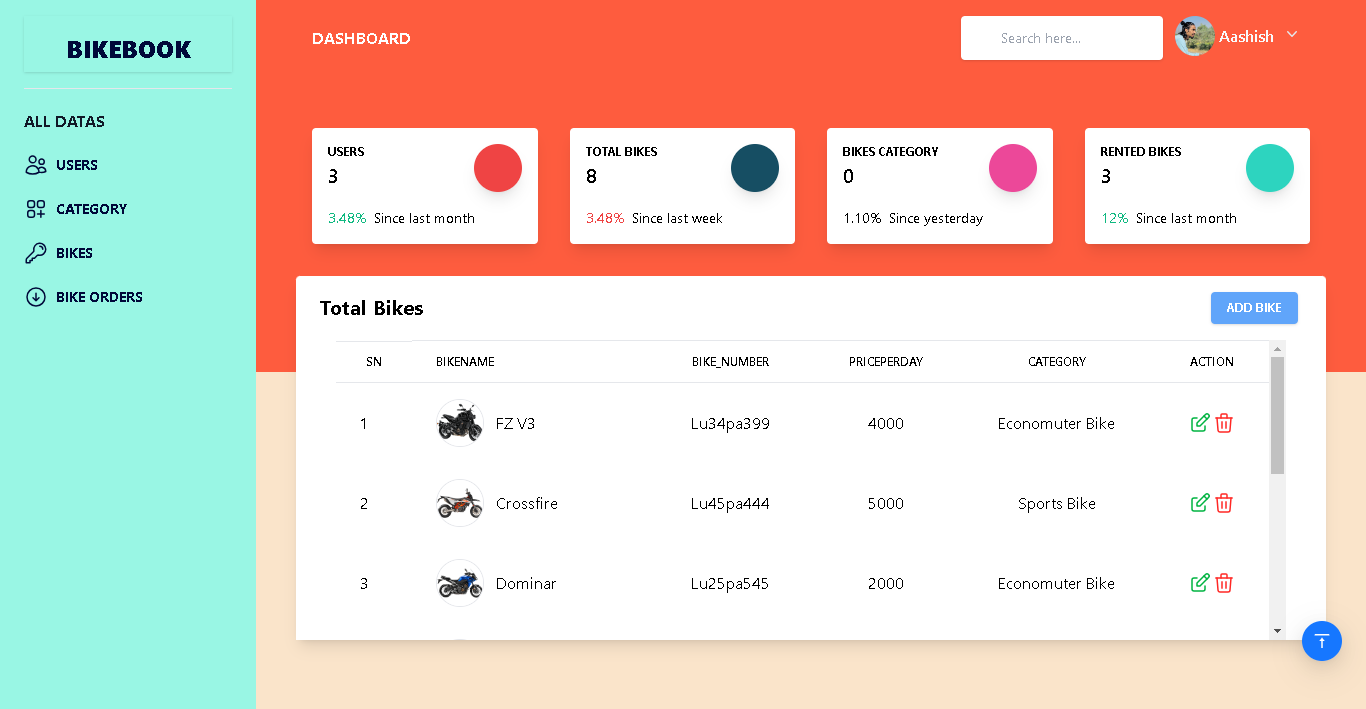 BIKEBOOK
ALL DATAS
USERS
CATEGORY
BIKES
BIKE ORDERS
DASHBOARD
Search here...
Aashish
USERS
3
3.48% Since last month
TOTAL BIKES
8
3.48% Since last week
BIKES CATEGORY
0
1.10% Since yesterday
RENTED BIKES
3
12% Since last month
Total Bikes
ADD BIKE
SN BIKENAME BIKE_NUMBER PRICEPERDAY CATEGORY ACTION
1 FZ V3 Lu34pa399 4000 Economuter Bike
2 Crossfire Lu45pa444 5000 Sports Bike
3 Dominar Lu25pa545 2000 Economuter Bike